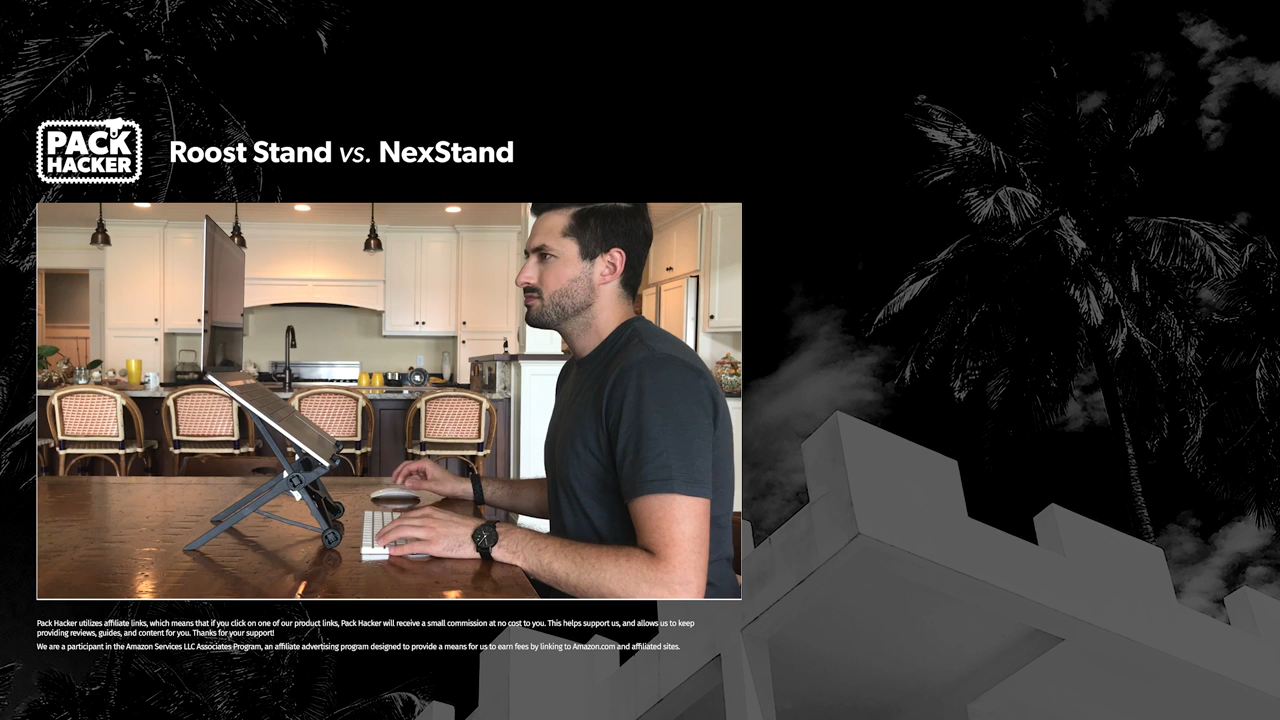 PACK
HACKER
Roost Stand vs. NexStand
Pack Hacker utilizes affiliate links, which means that if you click on one of our product links, Pack Hacker will receive a small commission at no cost to you. This helps support us, and allows us to keep
providing reviews, guides, and content for you. Thanks for your support!
We are a participant in the Amazon Services LLC Associates Program, an affiliate advertising program designed to provide a means for us to earn fees by linking to Amazon.com and affiliated sites.